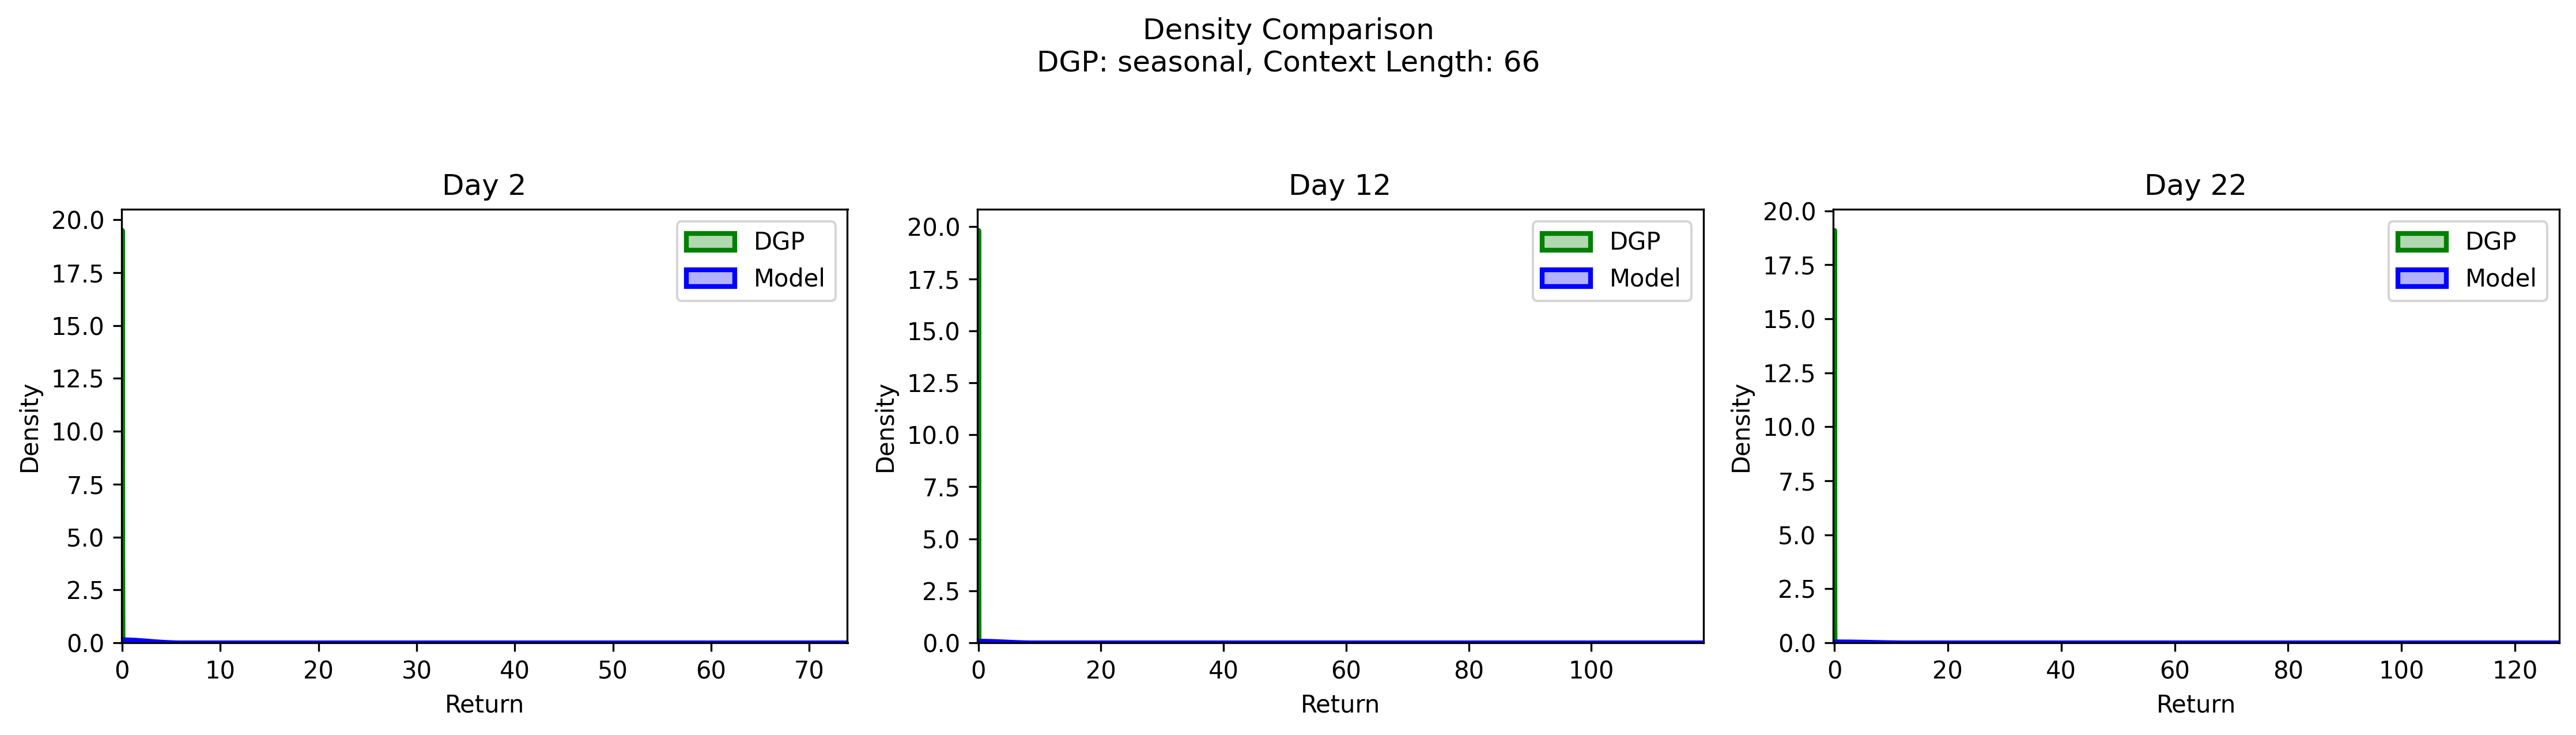 Density Comparison
DGP: seasonal, Context Length: 66
Day 2
20.0
17.5
15.0
12.5
10.0
7.5
5.0
2.5
0.0
Density
DGP
Model
0 10 20 30 40 50 60 70
Return
Day 12
20.0
17.5
15.0
12.5
10.0
7.5
5.0
2.5
0.0
Density
DGP
Model
0 20 40 60 80 100
Return
Day 22
20.0
17.5
15.0
12.5
10.0
7.5
5.0
2.5
0.0
Density
DGP
Model
0 20 40 60 80 100 120
Return